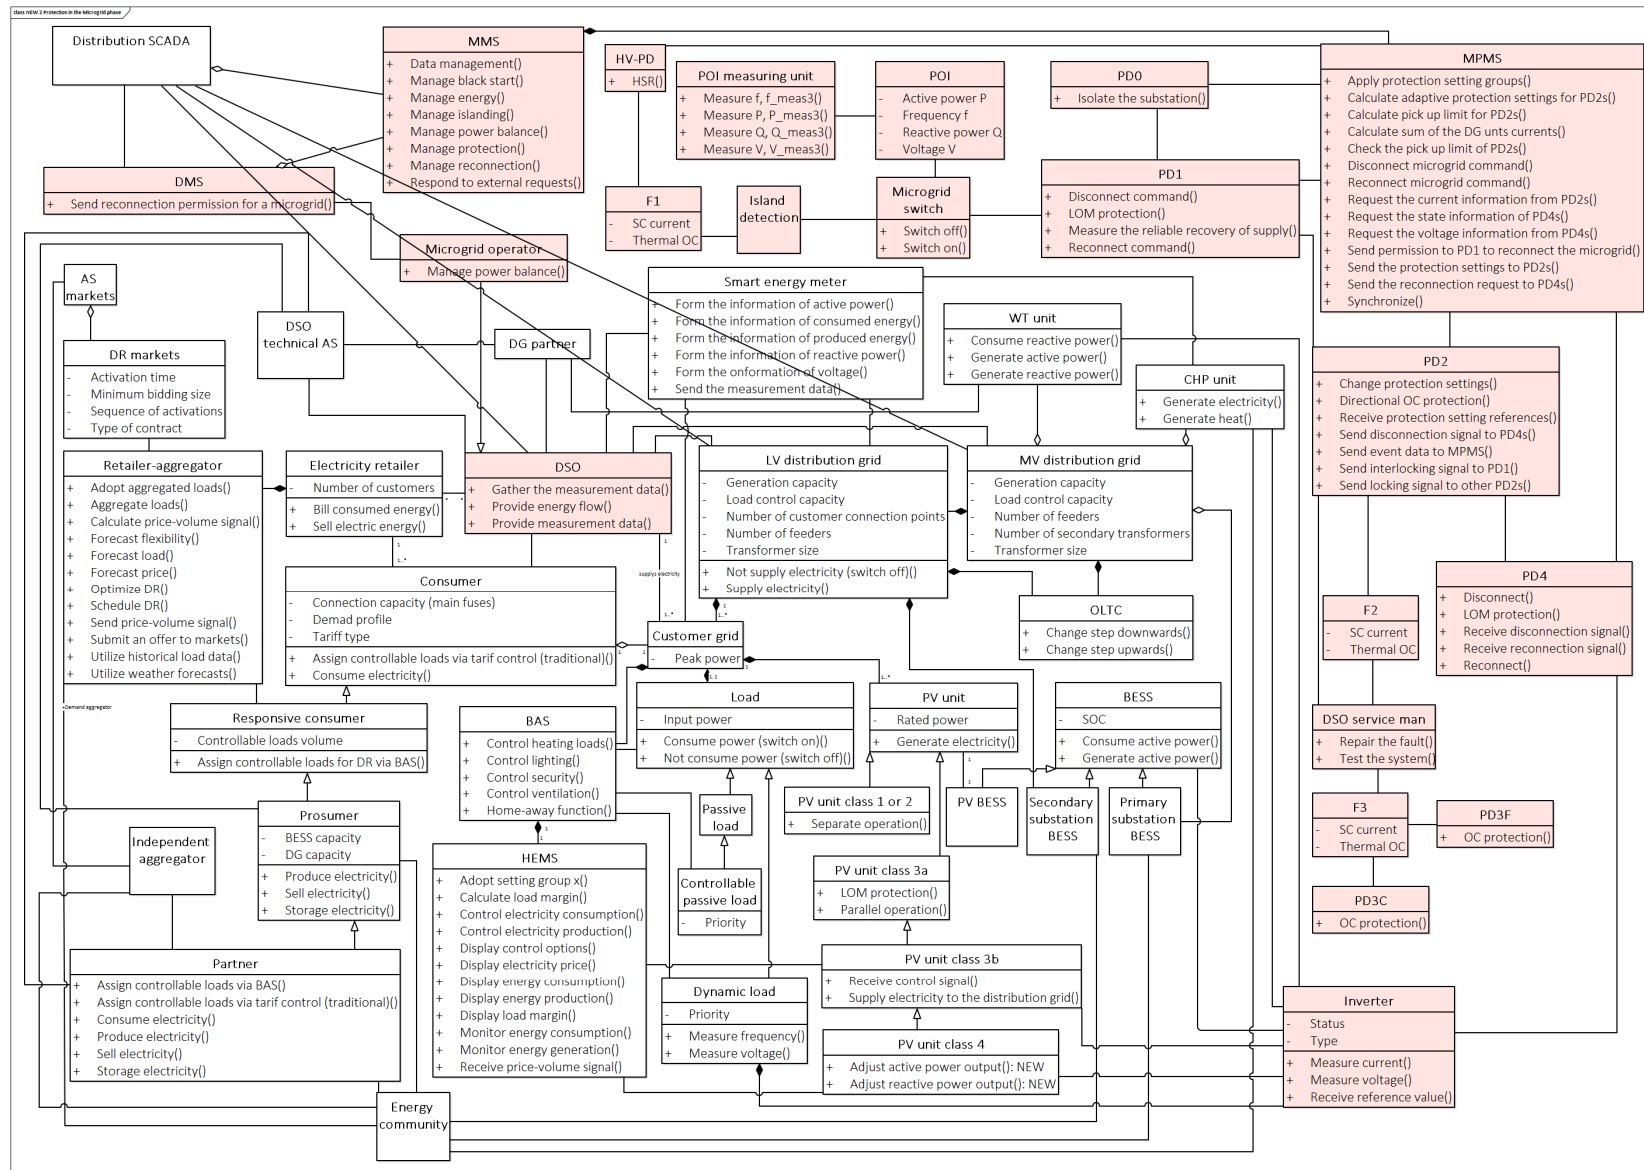 class NEW 2 Protection in the Microgrid phase
Distribution SCADA
MMS
+ Data management()
+ Manage black start()
+ Manage energy()
+ Manage islanding()
+ Manage power balance()
+ Manage protection()
+ Manage reconnection()
+ Respond to external requests()
HV-PD
+ HSR()
POI measuring unit
+ Measure f, f_meas3()
+ Measure P, P_meas3()
+ Measure Q, Q_meas3()
+ Measure V, V_meas3()
POI
- Active power P
- Frequency f
- Reactive power Q
- Voltage V
PD0
+ Isolate the substation()
MPMS
+ Apply protection setting groups()
+ Calculate adaptive protection settings for PD2s()
+ Calculate pick up limit for PD2s()
+ Calculate sum of the DG unts currents()
+ Check the pick up limit of PD2s()
+ Disconnect microgrid command()
+ Reconnect microgrid command()
+ Request the current information from PD2s()
+ Request the state information of PD4s()
+ Request the voltage information from PD4s()
+ Send permission to PD1 to reconnect the microgrid()
+ Send the protection settings to PD2s()
+ Send the reconnection request to PD4s()
+ Synchronize()
DMS
+ Send reconnection permission for a microgrid()
F1
- SC current
- Thermal OC
Island
detection
Microgrid
switch
+ Switch off()
+ Switch on()
PD1
+ Disconnect command()
+ LOM protection()
+ Measure the reliable recovery of supply()
+ Reconnect command()
Microgrid operator
+ Manage power balance()
AS
markets
DSO
technical AS
DG partner
Smart energy meter
+ Form the information of active power()
+ Form the information of consumed energy()
+ Form the information of produced energy()
+ Form the information of reactive power()
+ Form the onformation of voltage()
+ Send the measurement data()
WT unit
+ Consume reactive power()
+ Generate active power()
+ Generate reactive power()
CHP unit
+ Generate electricity()
+ Generate heat()
PD2
+ Change protection settings()
+ Directional OC protection()
+ Receive protection setting references()
+ Send disconnection signal to PD4s()
+ Send event data to MPMS()
+ Send interlocking signal to PD1()
+ Send locking signal to other PD2s()
DR markets
- Activation time
- Minimum bidding size
- Sequence of activations
- Type of contract
Retailer-aggregator
+ Adopt aggregated loads()
+ Aggregate loads()
+ Calculate price-volume signal()
+ Forecast flexibility()
+ Forecast load()
+ Forecast price()
+ Optimize DR()
+ Schedule DR()
+ Send price-volume signal()
+ Submit an offer to markets()
+ Utilize historical load data()
+ Utilize weather forecasts()
Electricity retailer
- Number of customers
+ Bill consumed energy()
+ Sell electric energy()
* *
1
1..*
DSO
+ Gather the measurement data()
+ Provide energy flow()
+ Provide measurement data()
1
supplys electricity
1..*
LV distribution grid
- Generation capacity
- Load control capacity
- Number of customer connection points
- Number of feeders
- Transformer size
+ Not supply electricity (switch off)()
+ Supply electricity()
1
1..*
MV distribution grid
- Generation capacity
- Load control capacity
- Number of feeders
- Number of secondary transformers
- Transformer size
OLTC
+ Change step downwards()
+ Change step upwards()
Consumer
- Connection capacity (main fuses)
- Demad profile
- Tariff type
+ Assign controllable loads via tarif control (traditional)()
+ Consume electricity()
1
1
Customer grid
- Peak power
1
1..*
F2
- SC current
- Thermal OC
PD4
+ Disconnect()
+ LOM protection()
+ Receive disconnection signal()
+ Receive reconnection signal()
+ Reconnect()
+Demand aggregator
Responsive consumer
- Controllable loads volume
+ Assign controllable loads for DR via BAS()
BAS
+ Control heating loads()
+ Control lighting()
+ Control security()
+ Control ventilation()
+ Home-away function()
1
1
Load
- Input power
+ Consume power (switch on)()
+ Not consume power (switch off)()
PV unit
- Rated power
+ Generate electricity()
1
1
BESS
- SOC
+ Consume active power()
+ Generate active power()
DSO service man
+ Repair the fault()
+ Test the system()
PV unit class 1 or 2
+ Separate operation()
PV BESS
Secondary
substation
BESS
Primary
substation
BESS
Passive
load
F3
- SC current
- Thermal OC
PD3F
+ OC protection()
PD3C
+ OC protection()
Independent
aggregator
Prosumer
- BESS capacity
- DG capacity
+ Produce electricity()
+ Sell electricity()
+ Storage electricity()
HEMS
+ Adopt setting group x()
+ Calculate load margin()
+ Control electricity consumption()
+ Control electricity production()
+ Display control options()
+ Display electricity price()
+ Display energy consumption()
+ Display energy production()
+ Display load margin()
+ Monitor energy consumption()
+ Monitor energy generation()
+ Receive price-volume signal()
Controllable
passive load
- Priority
PV unit class 3a
+ LOM protection()
+ Parallel operation()
PV unit class 3b
+ Receive control signal()
+ Supply electricity to the distribution grid()
Partner
+ Assign controllable loads via BAS()
+ Assign controllable loads via tarif control (traditional)()
+ Consume electricity()
+ Produce electricity()
+ Sell electricity()
+ Storage electricity()
Dynamic load
- Priority
+ Measure frequency()
+ Measure voltage()
PV unit class 4
+ Adjust active power output(): NEW
+ Adjust reactive power output(): NEW
Inverter
- Status
- Type
+ Measure current()
+ Measure voltage()
+ Receive reference value()
Energy
community